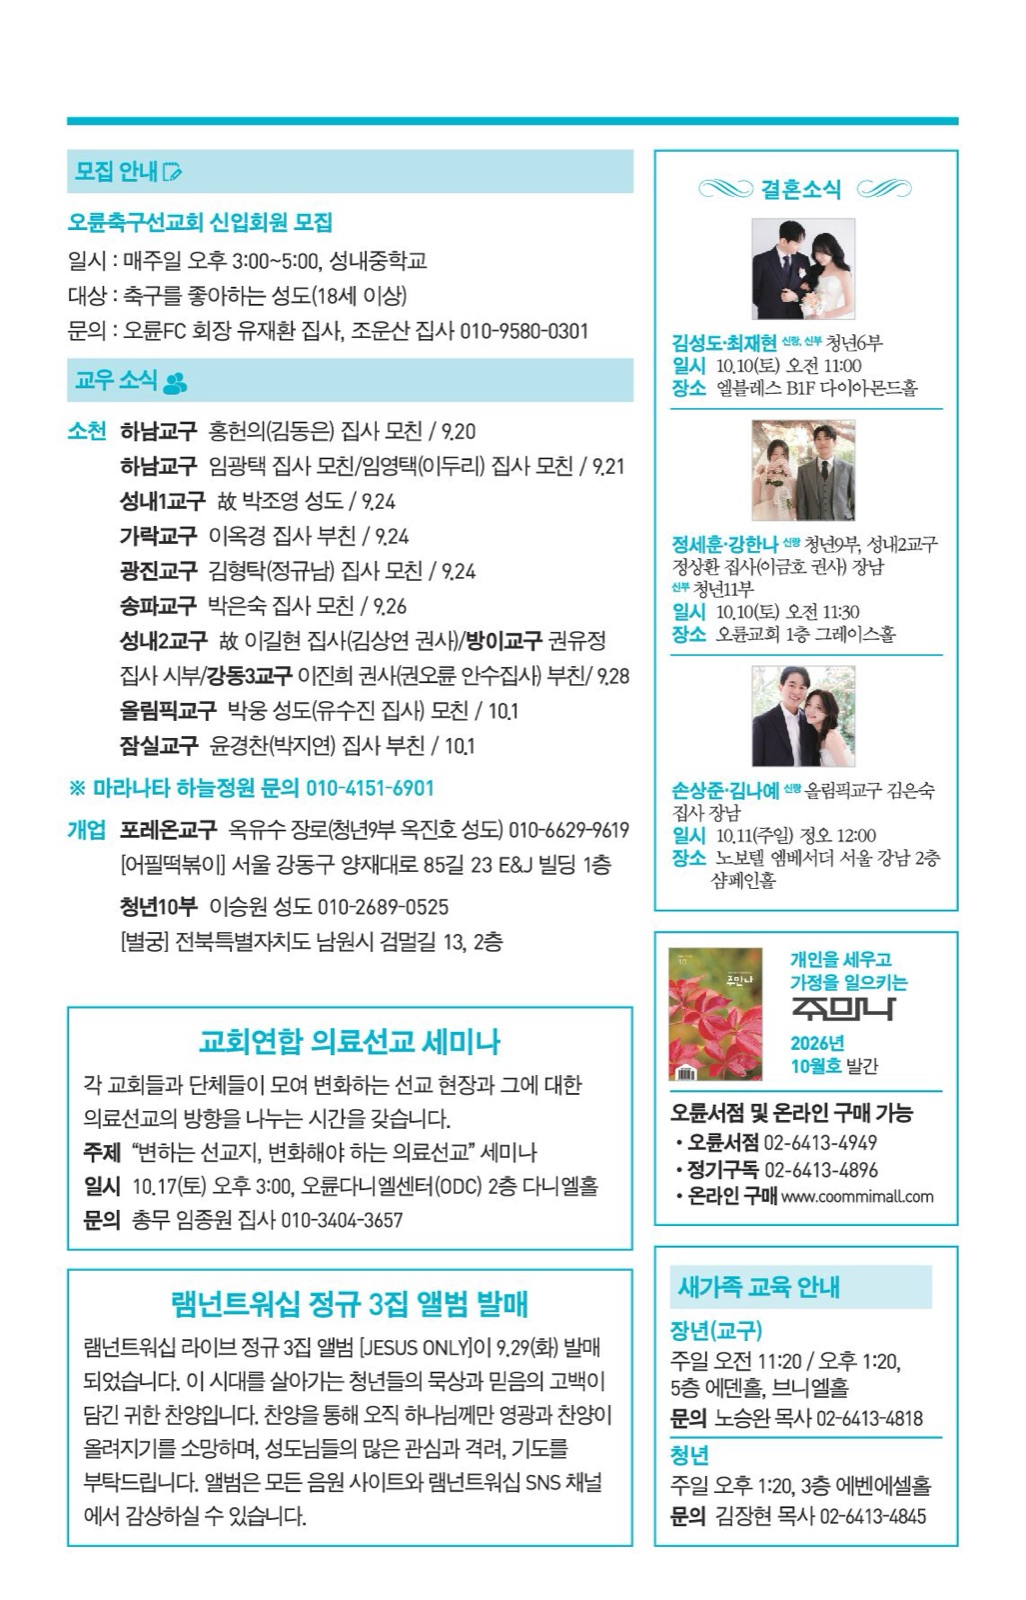 모집 안내
오륜축구선교회 신입회원 모집
일시 : 매주일 오후 3:00~5:00, 성내중학교
대상 : 축구를 좋아하는 성도(18세 이상)
문의 : 오륜FC 회장 유재환 집사, 조운산 집사 010-9580-0301
교우 소식
소천 하남교구 홍헌의(김동은) 집사 모친 / 9.20
하남교구 임광택 집사 모친/임영택(이두리) 집사 모친 / 9.21
성내1교구 故 박조영 성도 / 9.24
가락교구 이옥경 집사 부친 / 9.24
광진교구 김형탁(정규남) 집사 모친 / 9.24
송파교구 박은숙 집사 모친 / 9.26
성내2교구 故 이길현 집사(김상연 권사)/방이교구 권유정
집사 시부/강동3교구 이진희 권사(권오륜 안수집사) 부친/ 9.28
올림픽교구 박웅 성도(유수진 집사) 모친 / 10.1
잠실교구 윤경찬(박지연) 집사 부친 / 10.1
※ 마라나타 하늘정원 문의 010-4151-6901
개업 포레온교구 옥유수 장로(청년9부 옥진호 성도) 010-6629-9619
[어필떡볶이] 서울 강동구 양재대로 85길 23 E&J 빌딩 1층
청년10부 이승원 성도 010-2689-0525
[별궁] 전북특별자치도 남원시 검멀길 13, 2층
교회연합 의료선교 세미나
각 교회들과 단체들이 모여 변화하는 선교 현장과 그에 대한
의료선교의 방향을 나누는 시간을 갖습니다.
주제 “변하는 선교지, 변화해야 하는 의료선교” 세미나
일시 10.17(토) 오후 3:00, 오륜다니엘센터(ODC) 2층 다니엘홀
문의 총무 임종원 집사 010-3404-3657
램넌트워십 정규 3집 앨범 발매
램넌트워십 라이브 정규 3집 앨범 [JESUS ONLY]이 9.29(화) 발매
되었습니다. 이 시대를 살아가는 청년들의 묵상과 믿음의 고백이
담긴 귀한 찬양입니다. 찬양을 통해 오직 하나님께만 영광과 찬양이
올려지기를 소망하며, 성도님들의 많은 관심과 격려, 기도를
부탁드립니다. 앨범은 모든 음원 사이트와 램넌트워십 SNS 채널
에서 감상하실 수 있습니다.
결혼소식
김성도·최재현 신랑, 신부 청년6부
일시 10.10(토) 오전 11:00
장소 엘블레스 B1F 다이아몬드홀
정세훈·강한나 신랑 청년9부, 성내2교구
정상환 집사(이금호 권사) 장남
신부 청년11부
일시 10.10(토) 오전 11:30
장소 오륜교회 1층 그레이스홀
손상준·김나예 신랑 올림픽교구 김은숙
집사 장남
일시 10.11(주일) 정오 12:00
장소 노보텔 엠베서더 서울 강남 2층
샴페인홀
주만나
개인을 세우고
가정을 일으키는
주만나
2026년
10월호 발간
오륜서점 및 온라인 구매 가능
• 오륜서점 02-6413-4949
• 정기구독 02-6413-4896
• 온라인 구매 www.coommimall.com
새가족 교육 안내
장년(교구)
주일 오전 11:20 / 오후 1:20,
5층 에덴홀, 브니엘홀
문의 노승완 목사 02-6413-4818
청년
주일 오후 1:20, 3층 에벤에셀홀
문의 김장현 목사 02-6413-4845